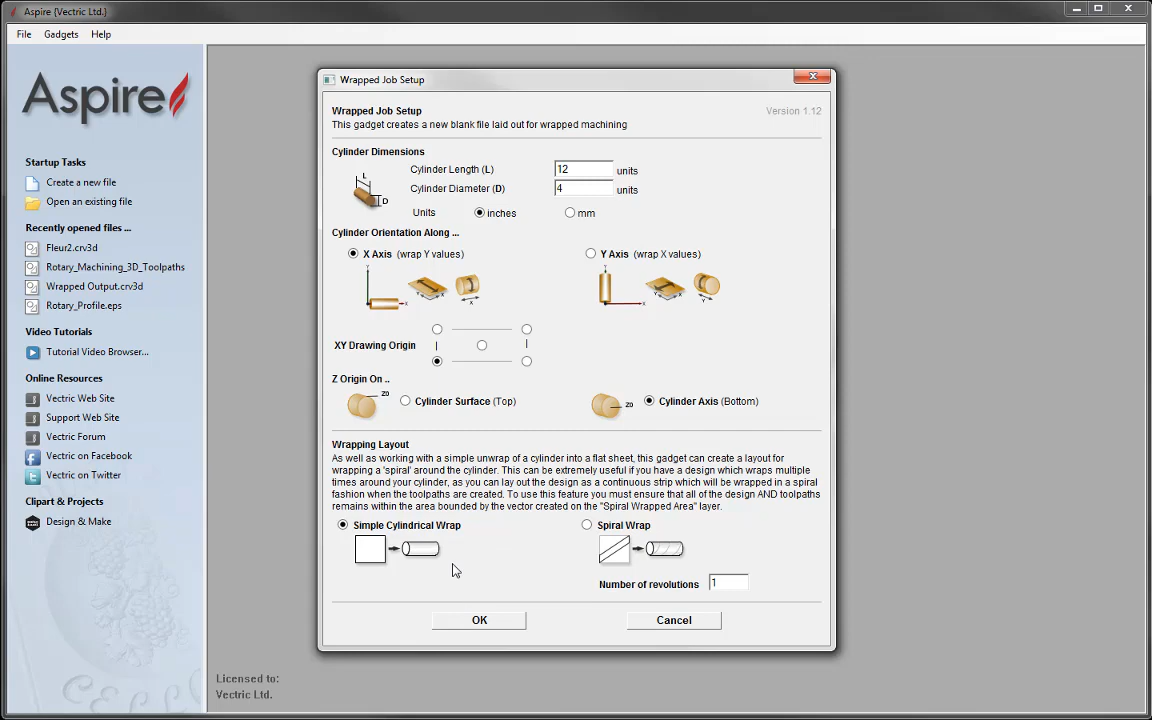 Aspire {Vectric Ltd.}
File Gadgets Help
Aspire
Startup Tasks
Create a new file
Open an existing file
Recently opened files ...
Fleur2.crv3d
Rotary_Machining_3D_Toolpaths
Wrapped Output.crv3d
Rotary_Profile.eps
Video Tutorials
Tutorial Video Browser...
Online Resources
Vectric Web Site
Support Web Site
Vectric Forum
Vectric on Facebook
Vectric on Twitter
Clipart & Projects
Design & Make
Wrapped Job Setup
Wrapped Job Setup Version 1.12
This gadget creates a new blank file laid out for wrapped machining
Cylinder Dimensions
L
D
Cylinder Length (L) 12 units
Cylinder Diameter (D) 4 units
Units inches mm
Cylinder Orientation Along ...
X Axis (wrap Y values) Y Axis (wrap X values)
XY Drawing Origin
Z Origin On ..
Z0 Cylinder Surface (Top) Z0 Cylinder Axis (Bottom)
Wrapping Layout
As well as working with a simple unwrap of a cylinder into a flat sheet, this gadget can create a layout for
wrapping a 'spiral' around the cylinder. This can be extremely useful if you have a design which wraps multiple
times around your cylinder, as you can lay out the design as a continuous strip which will be wrapped in a spiral
fashion when the toolpaths are created. To use this feature you must ensure that all of the design AND toolpaths
remains within the area bounded by the vector created on the "Spiral Wrapped Area" layer.
Simple Cylindrical Wrap Spiral Wrap
Number of revolutions 1
OK Cancel
Licensed to:
Vectric Ltd.